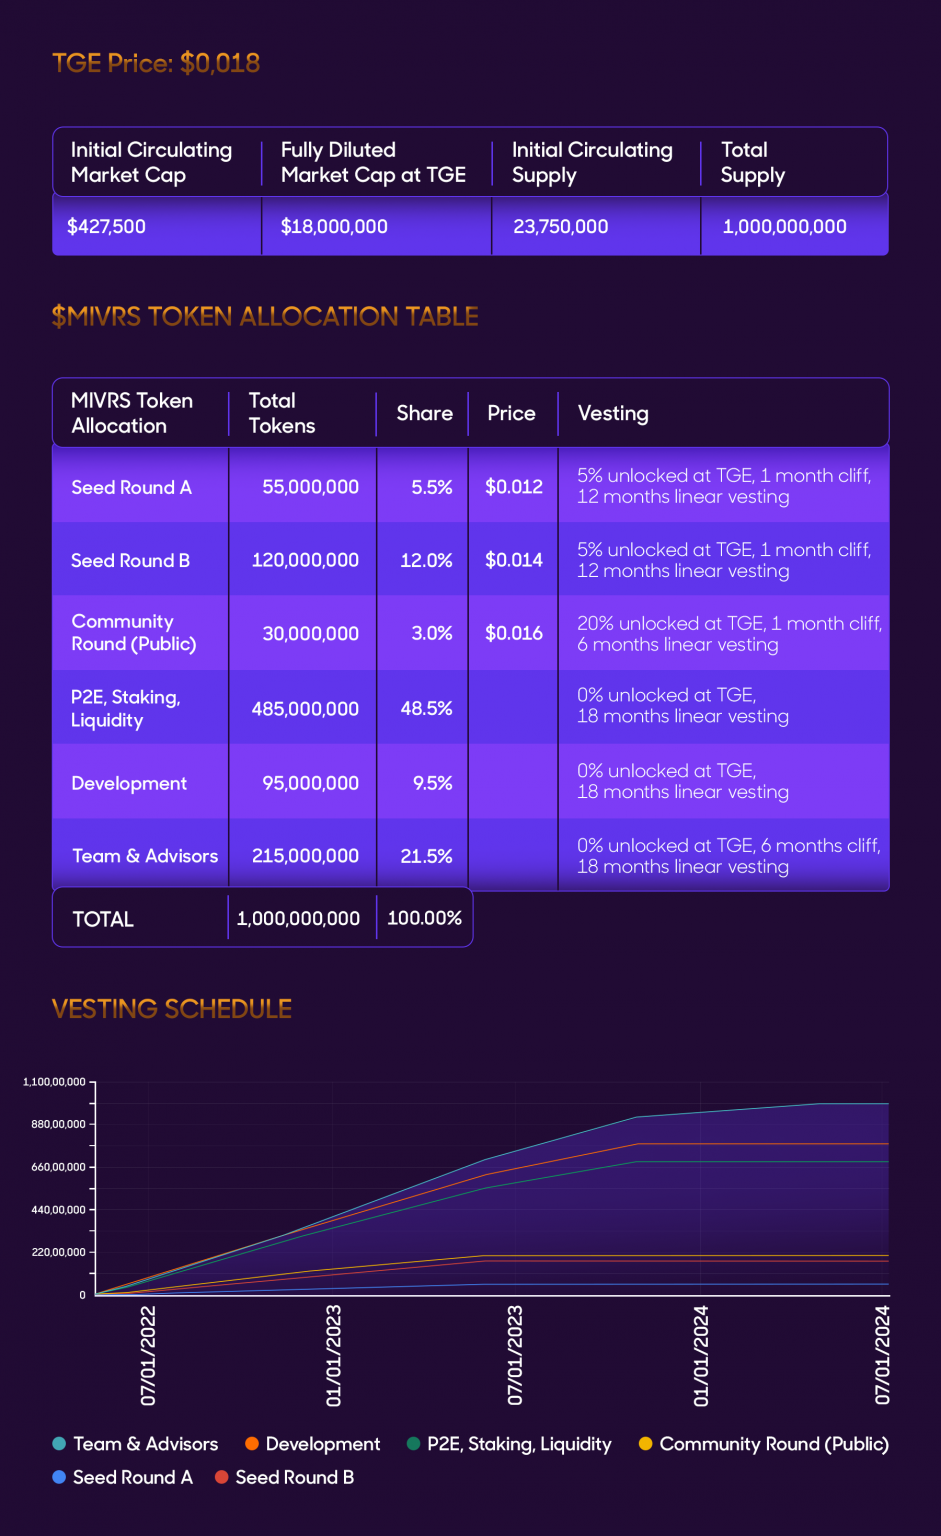 TGE Price: $0,018
Initial Circulating
Market Cap
Fully Diluted
Market Cap at TGE
Initial Circulating
Supply
Total
Supply
$427,500
$18,000,000
23,750,000
1,000,000,000
$MIVRS TOKEN ALLOCATION TABLE
MIVRS Token
Allocation
Total
Tokens
Share
Price
Vesting
Seed Round A
55,000,000
5.5%
$0.012
5% unlocked at TGE, 1 month cliff,
12 months linear vesting
Seed Round B
120,000,000
12.0%
$0.014
5% unlocked at TGE, 1 month cliff,
12 months linear vesting
Community
Round (Public)
30,000,000
3.0%
$0.016
20% unlocked at TGE, 1 month cliff,
6 months linear vesting
P2E, Staking,
Liquidity
485,000,000
48.5%
0% unlocked at TGE,
18 months linear vesting
Development
95,000,000
9.5%
0% unlocked at TGE,
18 months linear vesting
Team & Advisors
215,000,000
21.5%
0% unlocked at TGE, 6 months cliff,
18 months linear vesting
TOTAL
1,000,000,000
100.00%
VESTING SCHEDULE
1,100,00,000
880,00,000
660,00,000
440,00,000
220,00,000
0
07/01/2022
01/01/2023
07/01/2023
01/01/2024
07/01/2024
Team & Advisors
Development
P2E, Staking, Liquidity
Community Round (Public)
Seed Round A
Seed Round B